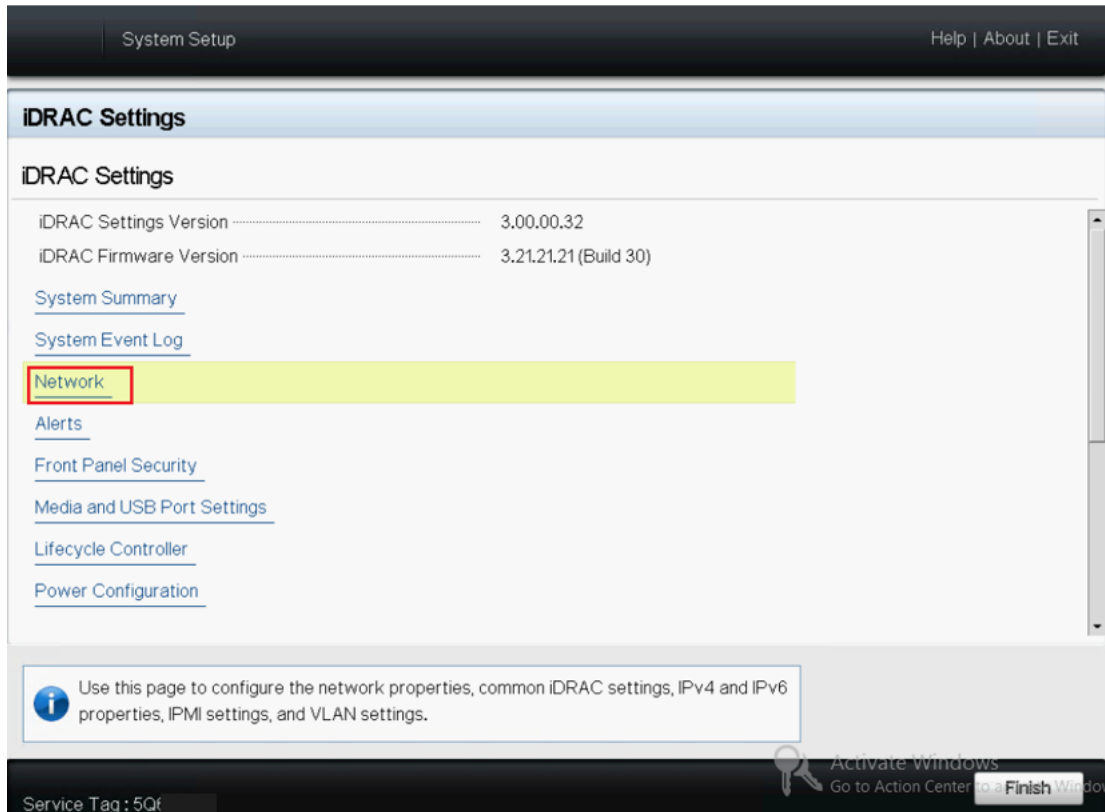 System Setup
Help | About | Exit
iDRAC Settings
iDRAC Settings
iDRAC Settings Version 3.00.00.32
iDRAC Firmware Version 3.21.21.21 (Build 30)
System Summary
System Event Log
Network
Alerts
Front Panel Security
Media and USB Port Settings
Lifecycle Controller
Power Configuration
Use this page to configure the network properties, common iDRAC settings, IPv4 and IPv6
properties, IPMI settings, and VLAN settings.
Activate Windows
Go to Action Center
Finish
Service Tag : 5Q